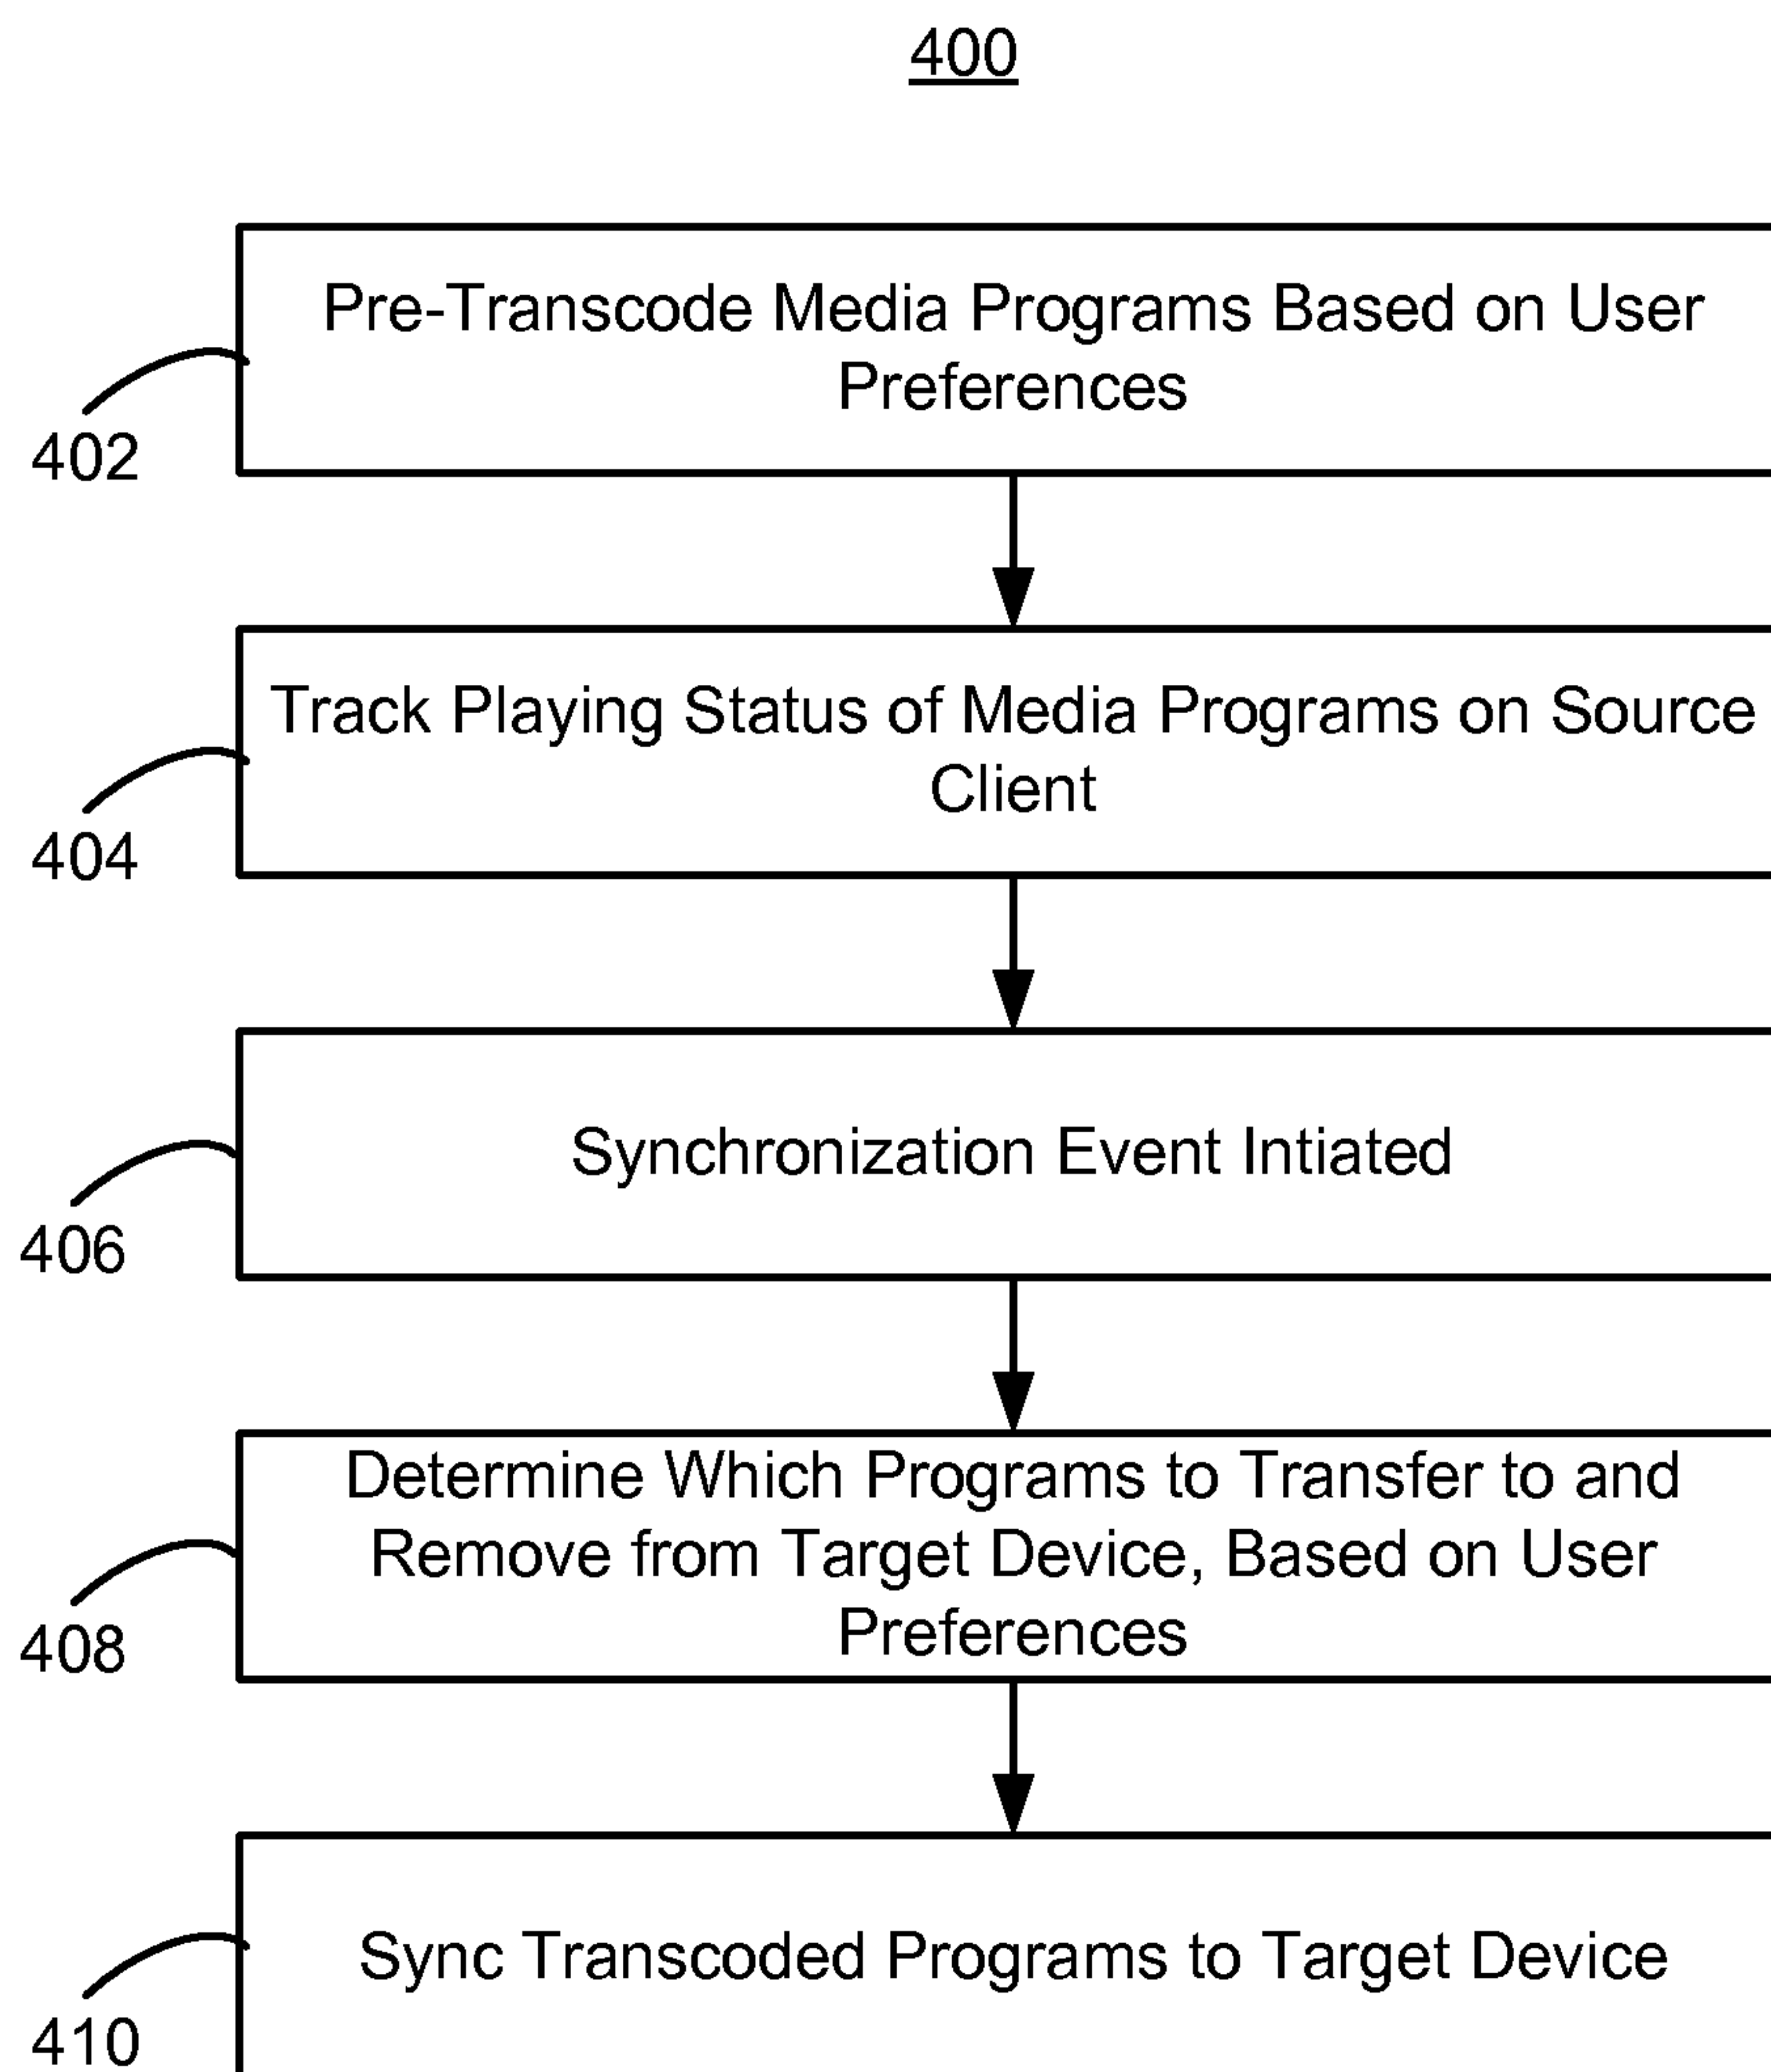 400
Pre-Transcode Media Programs Based on User
Preferences
402
Track Playing Status of Media Programs on Source
Client
404
Synchronization Event Intiated
406
Determine Which Programs to Transfer to and
Remove from Target Device, Based on User
Preferences
408
Sync Transcoded Programs to Target Device
410